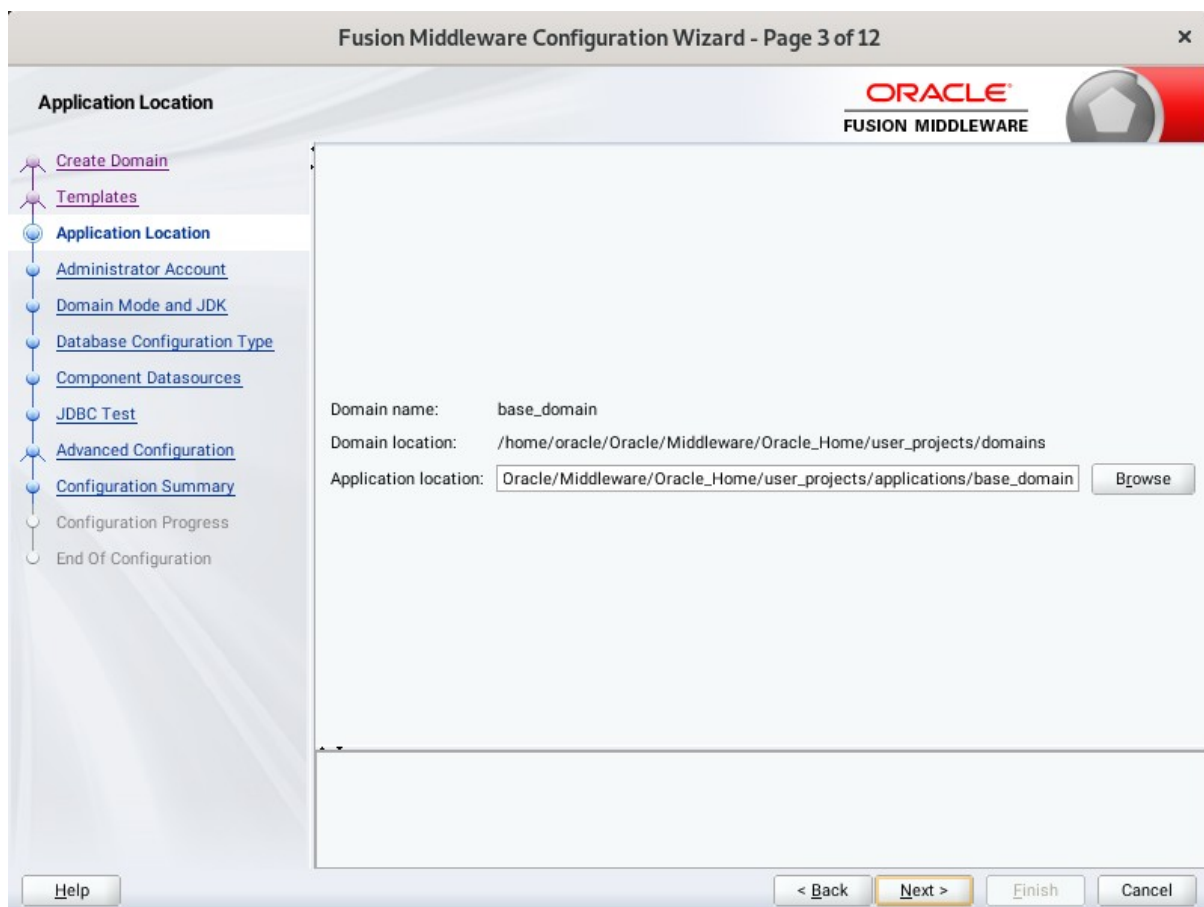 Fusion Middleware Configuration Wizard - Page 3 of 12
Application Location
ORACLE
FUSION MIDDLEWARE
Create Domain
Templates
Application Location
Administrator Account
Domain Mode and JDK
Database Configuration Type
Component Datasources
JDBC Test
Advanced Configuration
Configuration Summary
Configuration Progress
End Of Configuration
Domain name: base_domain
Domain location: /home/oracle/Oracle/Middleware/Oracle_Home/user_projects/domains
Application location: Oracle/Middleware/Oracle_Home/user_projects/applications/base_domain Browse
Help < Back Next > Finish Cancel